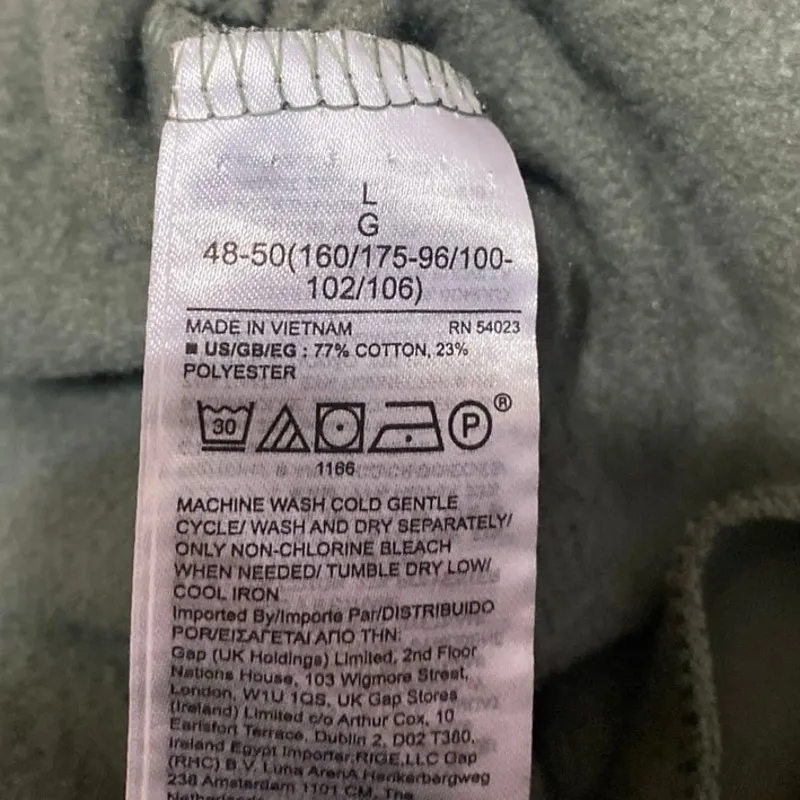 L
G
48-50(160/175-96/100-
102/106)
MADE IN VIETNAM RN 54023
US/GB/EG : 77% COTTON, 23%
POLYESTER
30 P ®
1166
MACHINE WASH COLD GENTLE
CYCLE/ WASH AND DRY SEPARATELY/
ONLY NON-CHLORINE BLEACH
WHEN NEEDED/ TUMBLE DRY LOW/
COOL IRON
Imported By/Importe Par/DISTRIBUIDO
POR/ΕΙΣΑΓΕΤΑΙ ΑΠΟ ΤΗΝ:
Gap (UK Holdings) Limited, 2nd Floor
Nations House, 103 Wigmore Street,
London, W1U 1QS, UK Gap Stores
(Ireland) Limited c/o Arthur Cox, 10
Earlsfort Terrace, Dublin 2, D02 T380,
Ireland Egypt Importer:RIGE,LLC Gap
(RHC) B.V. Luna ArenA Herikerbergweg
238 Amsterdam 1101 CM, The
Netherlands